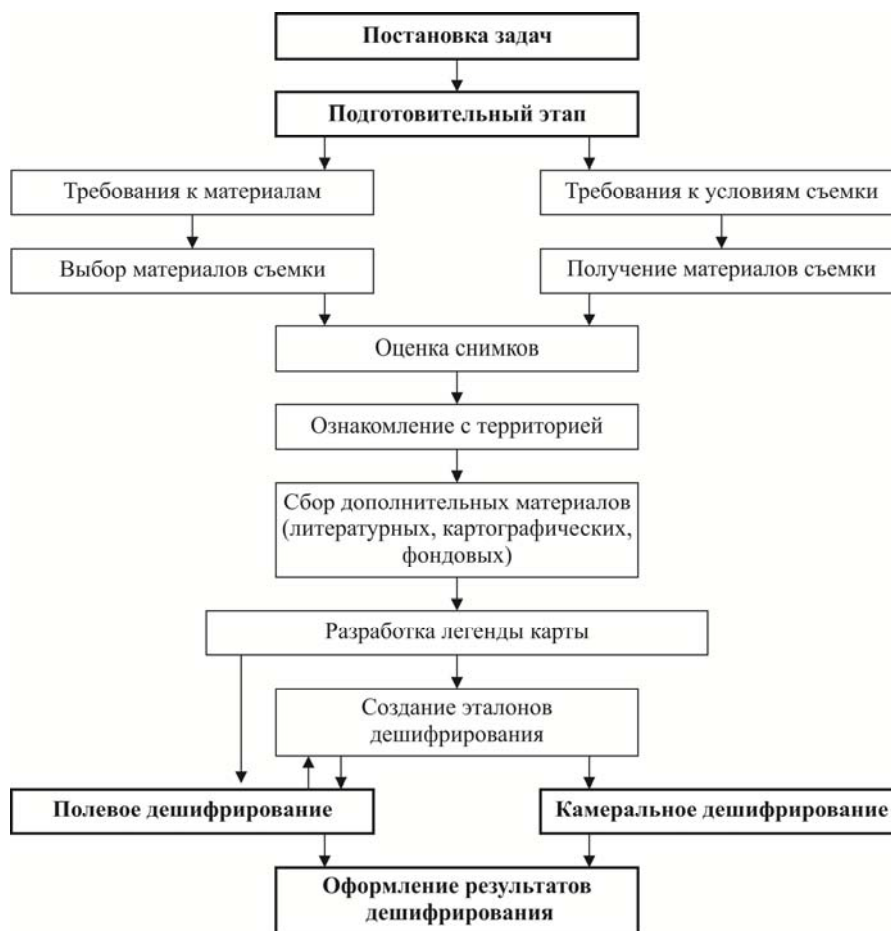 Постановка задач
Подготовительный этап
Требования к материалам
Требования к условиям съемки
Выбор материалов съемки
Получение материалов съемки
Оценка снимков
Ознакомление с территорией
Сбор дополнительных материалов
(литературных, картографических,
фондовых)
Разработка легенды карты
Создание эталонов
дешифрирования
Полевое дешифрирование
Камеральное дешифрирование
Оформление результатов
дешифрирования